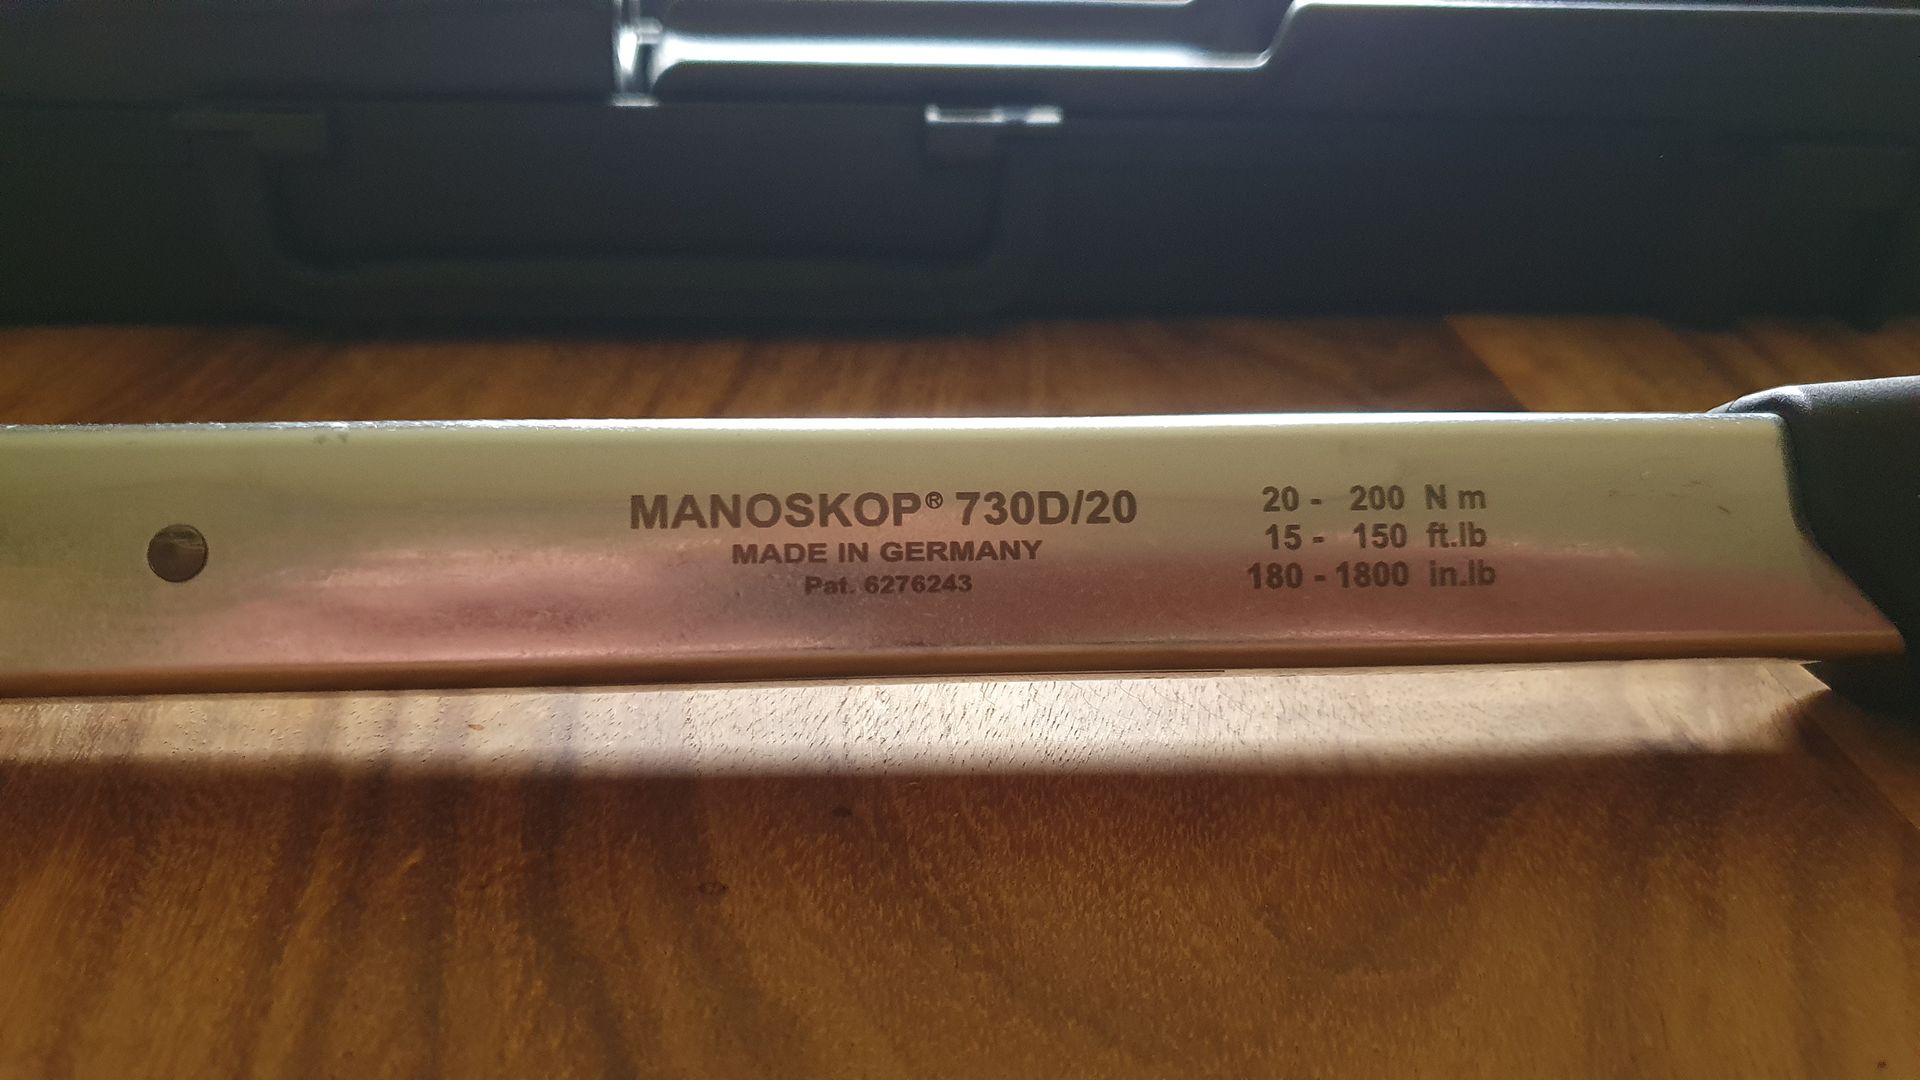 MANOSKOP® 730D/20
MADE IN GERMANY
Pat. 6276243
20 - 200 N m
15 - 150 ft.lb
180 - 1800 in.lb